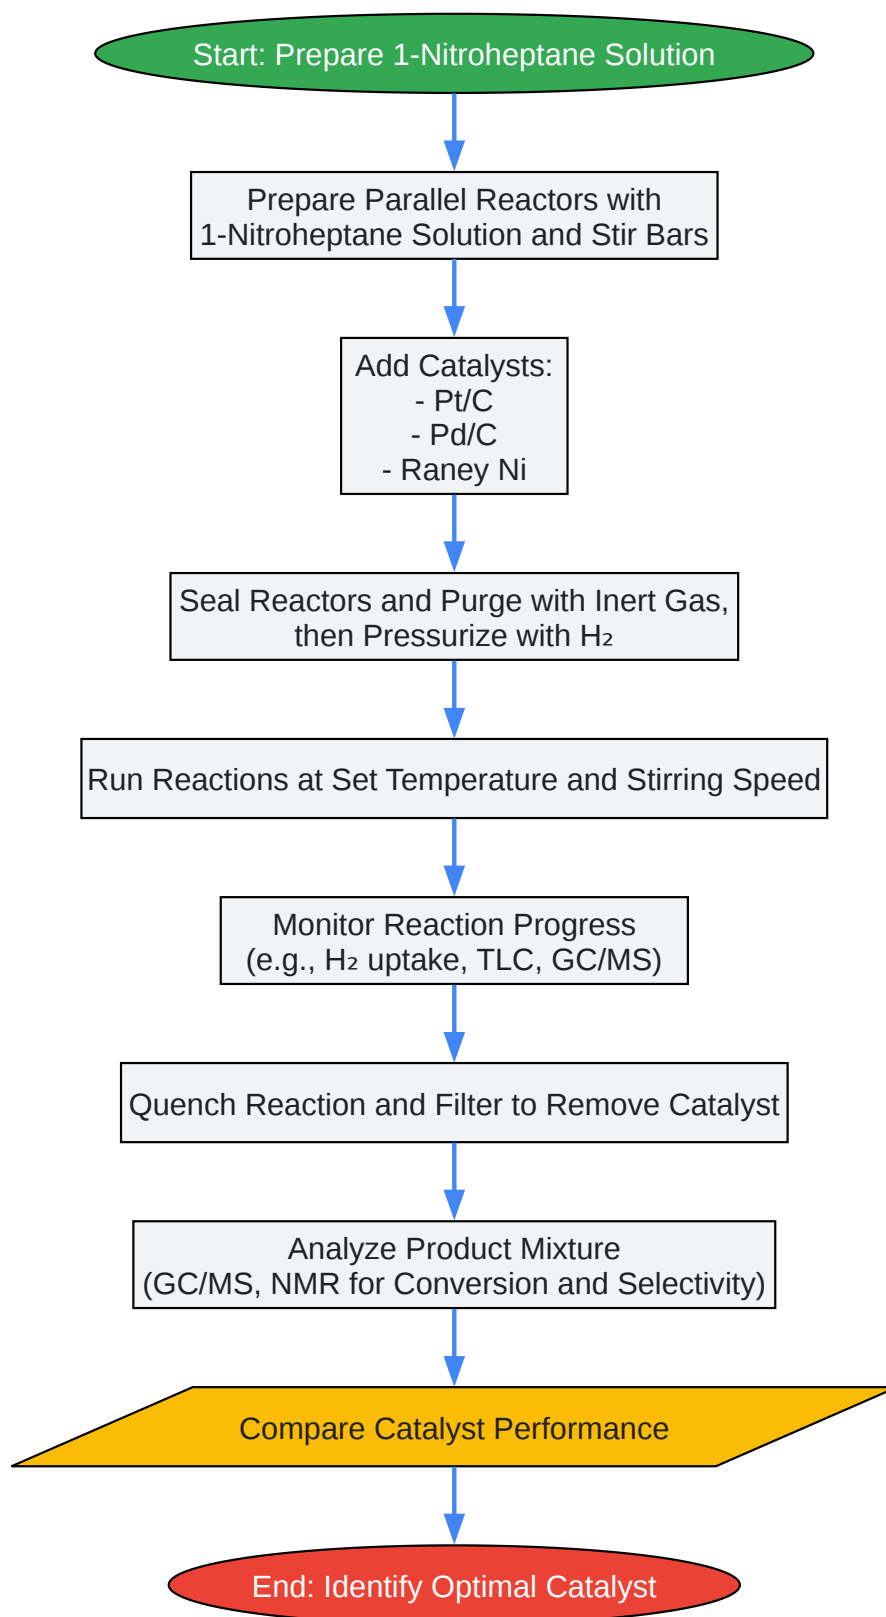 Start: Prepare 1-Nitroheptane Solution
Prepare Parallel Reactors with
1-Nitroheptane Solution and Stir Bars
Add Catalysts:
- Pt/C
- Pd/C
- Raney Ni
Seal Reactors and Purge with Inert Gas,
then Pressurize with H₂
Run Reactions at Set Temperature and Stirring Speed
Monitor Reaction Progress
(e.g., H₂ uptake, TLC, GC/MS)
Quench Reaction and Filter to Remove Catalyst
Analyze Product Mixture
(GC/MS, NMR for Conversion and Selectivity)
Compare Catalyst Performance
End: Identify Optimal Catalyst